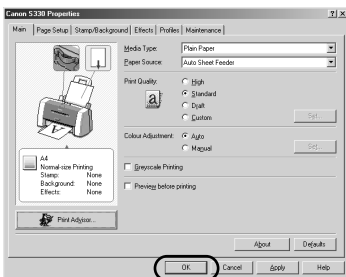 Canon S330 Properties
? x
Main Page Setup Stamp/Background Effects Profiles Maintenance
Media Type: Plain Paper
Paper Source: Auto Sheet Feeder
Print Quality: High
Standard
Draft
Custom Set...
a
Colour Adjustment: Auto
Manual Set...
A4
Normal-size Printing
Stamp: None
Background: None
Effects: None
Greyscale Printing
Preview before printing
Print Advisor...
About Defaults
OK Cancel Apply Help